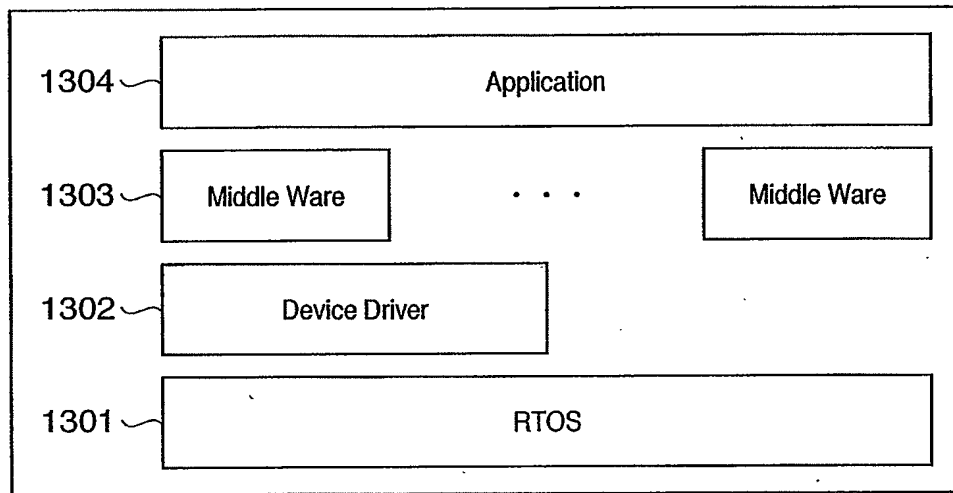 1304 Application
1303 Middle Ware . . . Middle Ware
1302 Device Driver
1301 RTOS